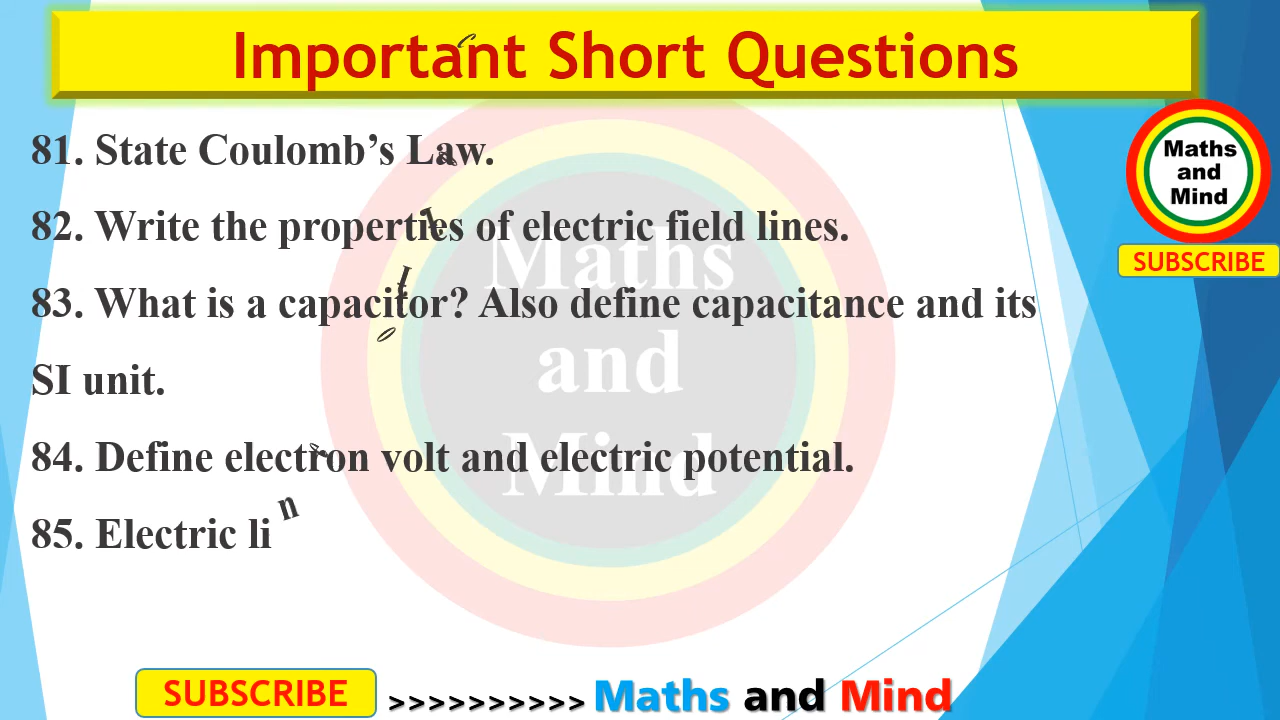 Important Short Questions
81. State Coulomb’s Law.
82. Write the properties of electric field lines.
83. What is a capacitor? Also define capacitance and its
SI unit.
84. Define electron volt and electric potential.
85. Electric lin
Maths
and
Mind
SUBSCRIBE
Maths
and
Mind
SUBSCRIBE >>>>>>>>>> Maths and Mind